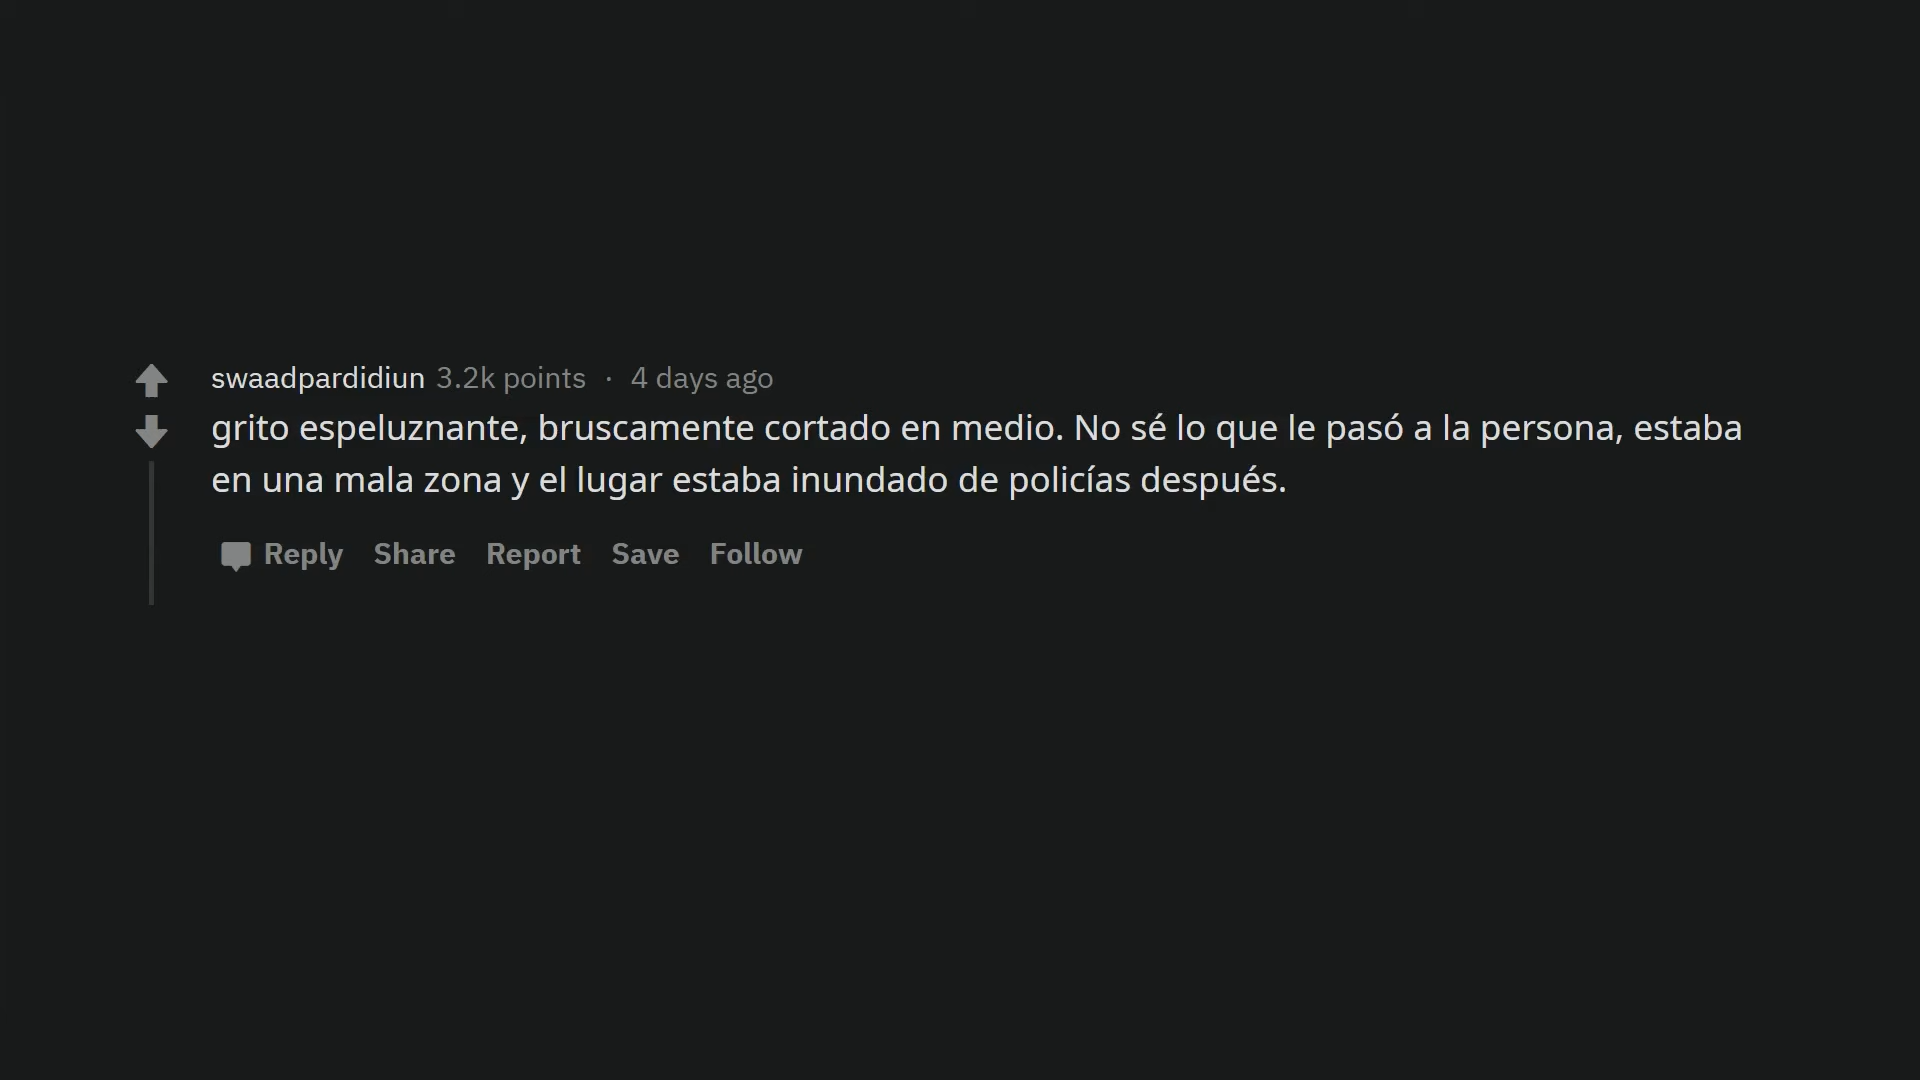 swaadpardidiun 3.2k points · 4 days ago
grito espeluznante, bruscamente cortado en medio. No sé lo que le pasó a la persona, estaba
en una mala zona y el lugar estaba inundado de policías después.
Reply Share Report Save Follow